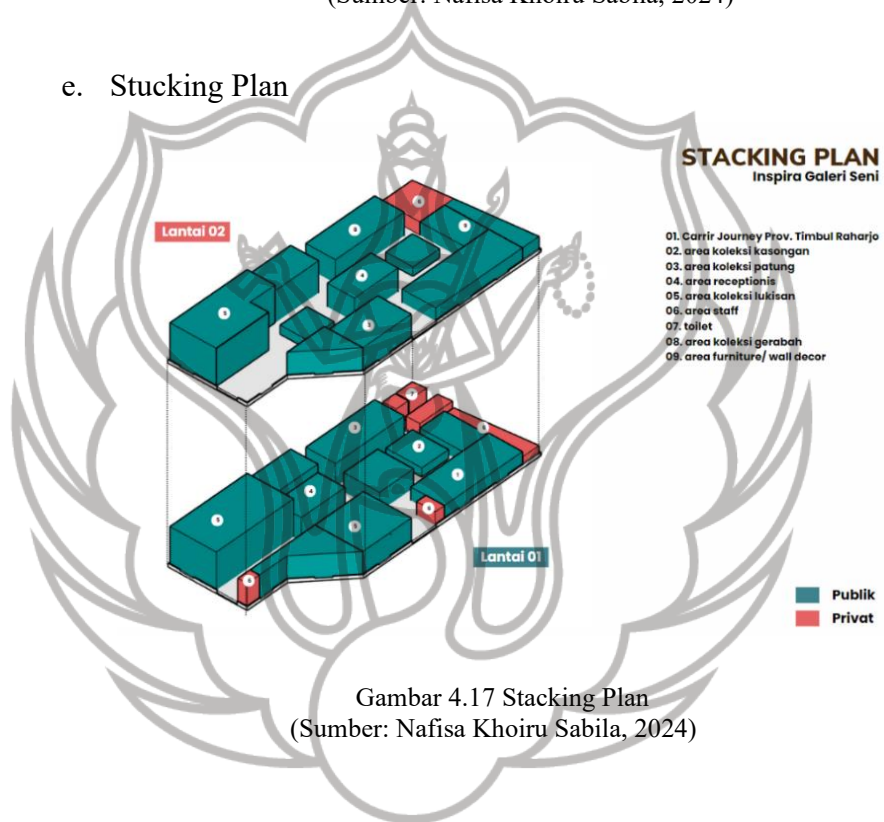 (Sumber: Nafisa Khoiru Sabila, 2024)
e. Stucking Plan
STACKING PLAN
Inspira Galeri Seni
Lantai 02
01. Carrir Journey Prov. Timbul Raharjo
02. area koleksi kasongan
03. area koleksi patung
04. area receptionis
05. area koleksi lukisan
06. area staff
07. toilet
08. area koleksi gerabah
09. area furniture/ wall decor
Lantai 01
Publik
Privat
Gambar 4.17 Stacking Plan
(Sumber: Nafisa Khoiru Sabila, 2024)